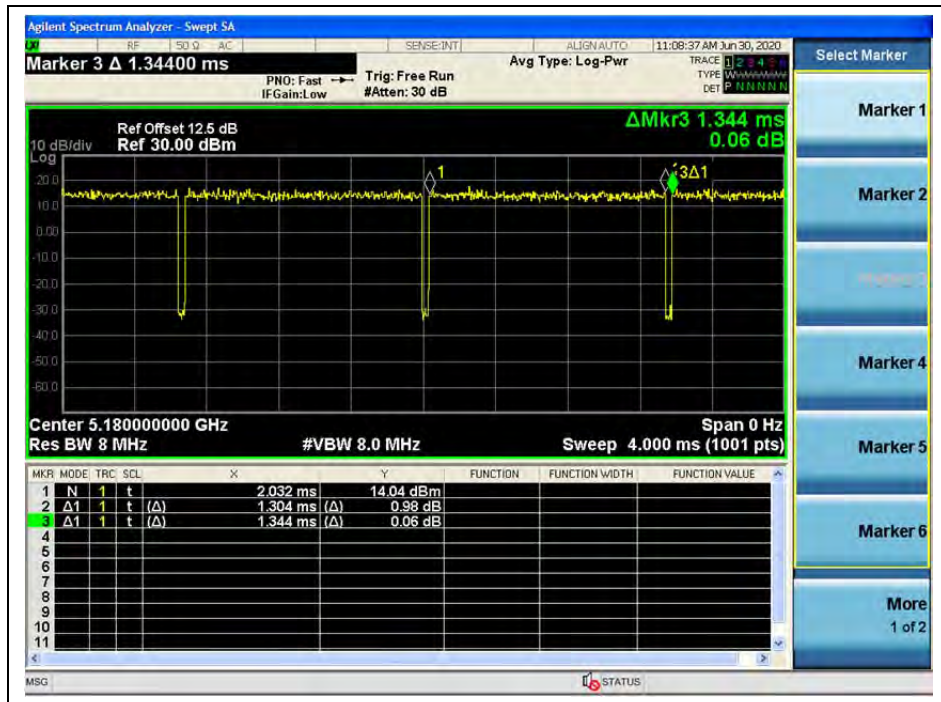 Agilent Spectrum Analyzer - Swept SA
RF 50 Ω AC SENSE:INT ALIGN AUTO 11:08:37 AM Jun 30, 2020
Marker 3 Δ 1.34400 ms
PNO: Fast
IFGain:Low
Trig: Free Run
#Atten: 30 dB
Avg Type: Log-Pwr
TRACE 1 2 3 4 5 6
TYPE
DET P N N N N N
Select Marker
ΔMkr3 1.344 ms
0.06 dB
Ref Offset 12.5 dB
10 dB/div Ref 30.00 dBm
Log
20.0
10.0
0.00
-10.0
-20.0
-30.0
-40.0
-50.0
-60.0
1
3Δ1
Center 5.180000000 GHz Span 0 Hz
Res BW 8 MHz #VBW 8.0 MHz Sweep 4.000 ms (1001 pts)
MKR MODE TRC SCL X Y FUNCTION FUNCTION WIDTH FUNCTION VALUE
1 N 1 t 2.032 ms 14.04 dBm
2 Δ1 1 t (Δ) 1.304 ms (Δ) 0.98 dB
3 Δ1 1 t (Δ) 1.344 ms (Δ) 0.06 dB
4
5
6
7
8
9
10
11
MSG STATUS
Marker 1
Marker 2
Marker 4
Marker 5
Marker 6
More
1 of 2